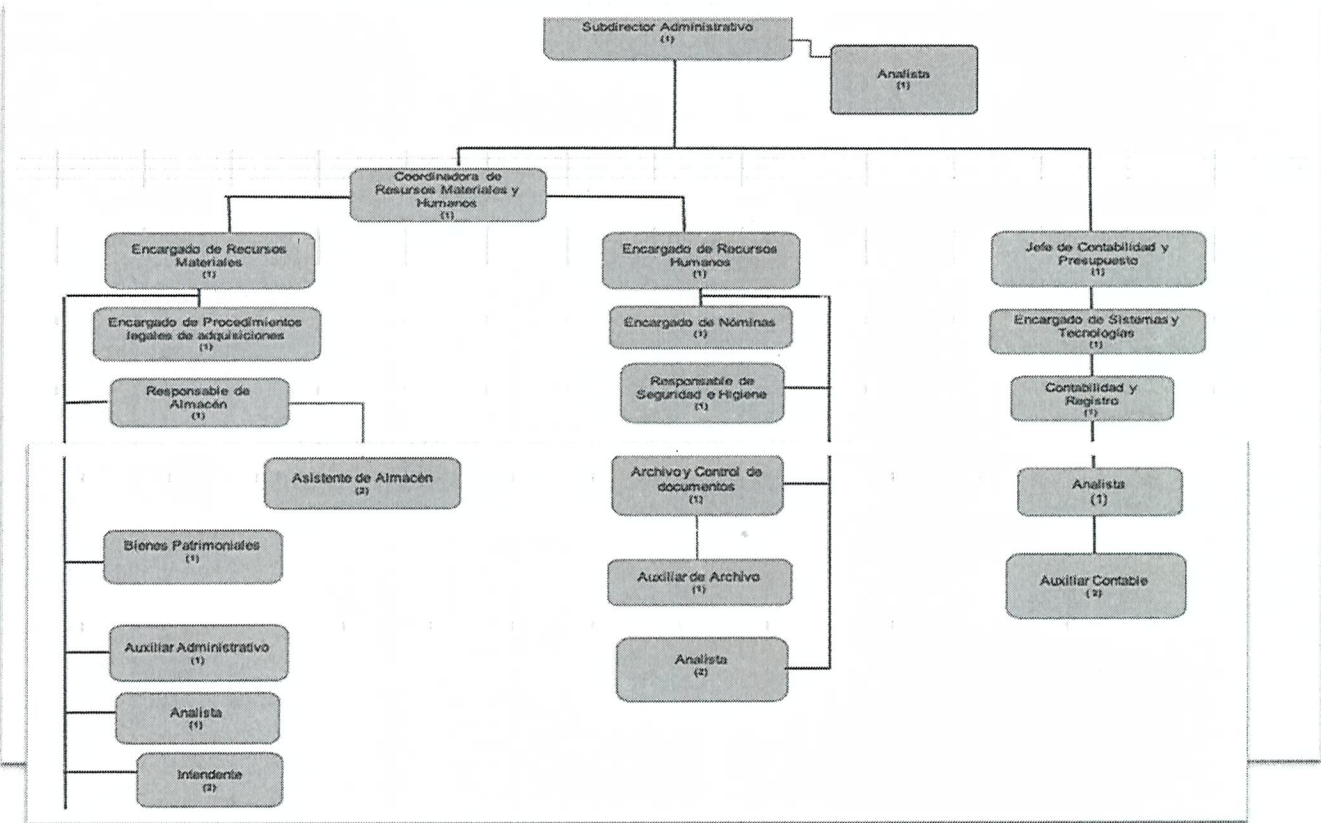 Subdirector Administrativo
(1)
Analista
(1)
Coordinadora de
Recursos Materiales y
Humanos
(1)
Encargado de Recursos
Materiales
(1)
Encargado de Recursos
Humanos
(1)
Jefe de Contabilidad y
Presupuesto
(1)
Encargado de Procedimientos
legales de adquisiciones
(1)
Encargado de Nóminas
(1)
Encargado de Sistemas y
Tecnologías
(1)
Responsable de
Almacén
(1)
Responsable de
Seguridad e Higiene
(1)
Contabilidad y
Registro
(1)
Asistente de Almacén
(2)
Archivo y Control de
documentos
(1)
Analista
(1)
Bienes Patrimoniales
(1)
Auxiliar de Archivo
(1)
Auxiliar Contable
(2)
Auxiliar Administrativo
(1)
Analista
(2)
Analista
(1)
Intendente
(2)